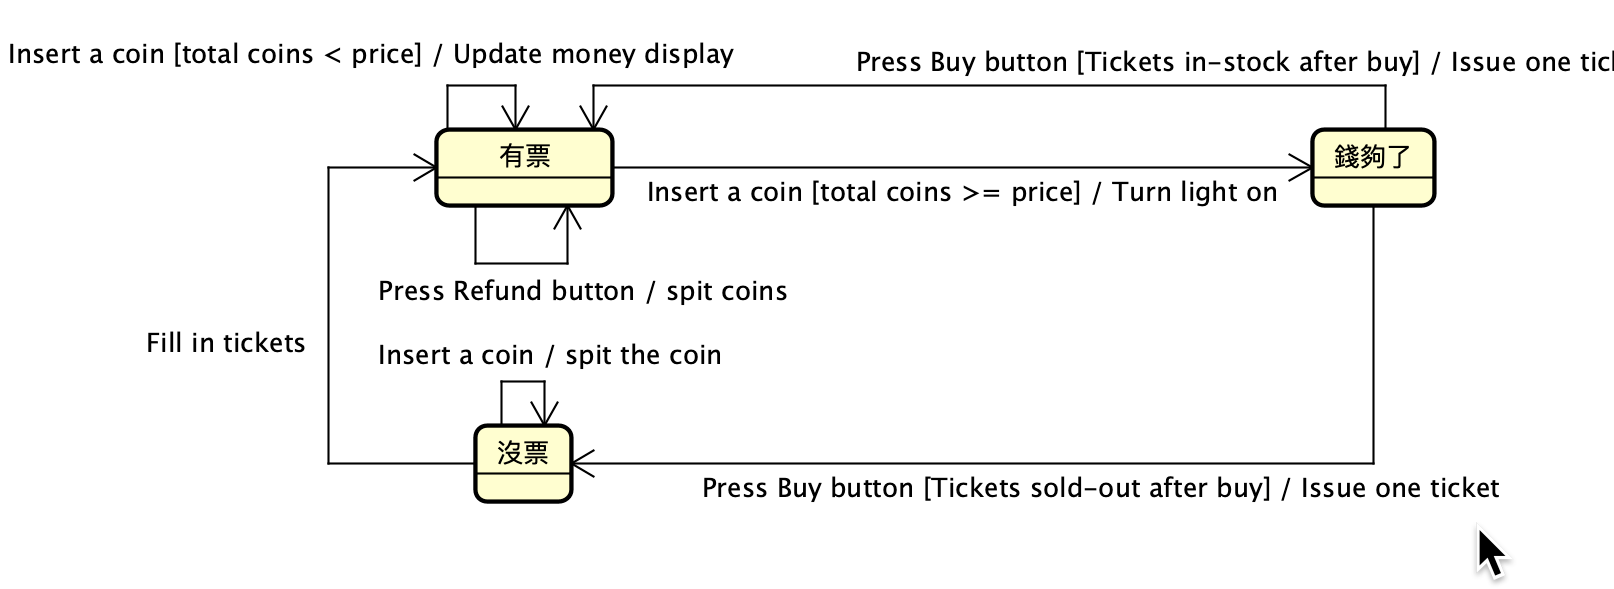 Insert a coin [total coins < price] / Update money display
Press Buy button [Tickets in-stock after buy] / Issue one
有票
錢夠了
Insert a coin [total coins >= price] / Turn light on
Press Refund button / spit coins
Fill in tickets
Insert a coin / spit the coin
沒票
Press Buy button [Tickets sold-out after buy] / Issue one ticket